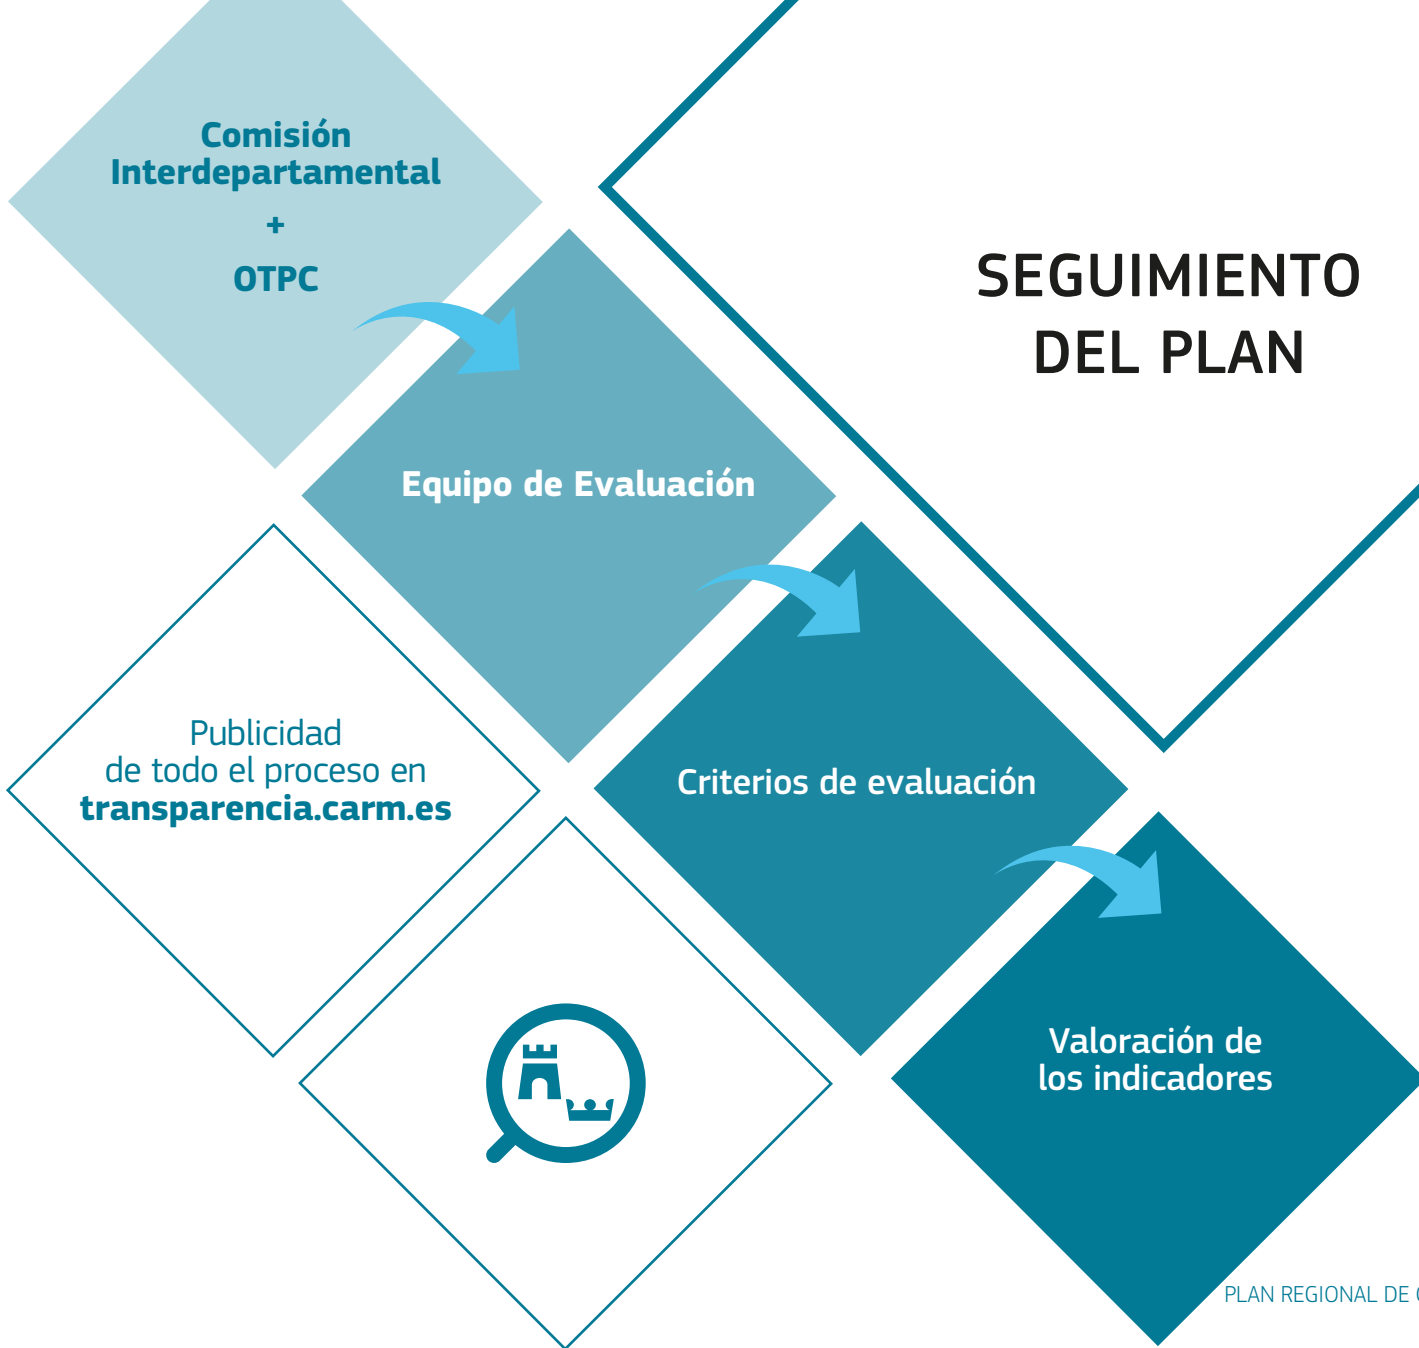 Comisión
Interdepartamental
+
OTPC
SEGUIMIENTO
DEL PLAN
Equipo de Evaluación
Publicidad
de todo el proceso en
transparencia.carm.es
Criterios de evaluación
Valoración de
los indicadores
PLAN REGIONAL DE